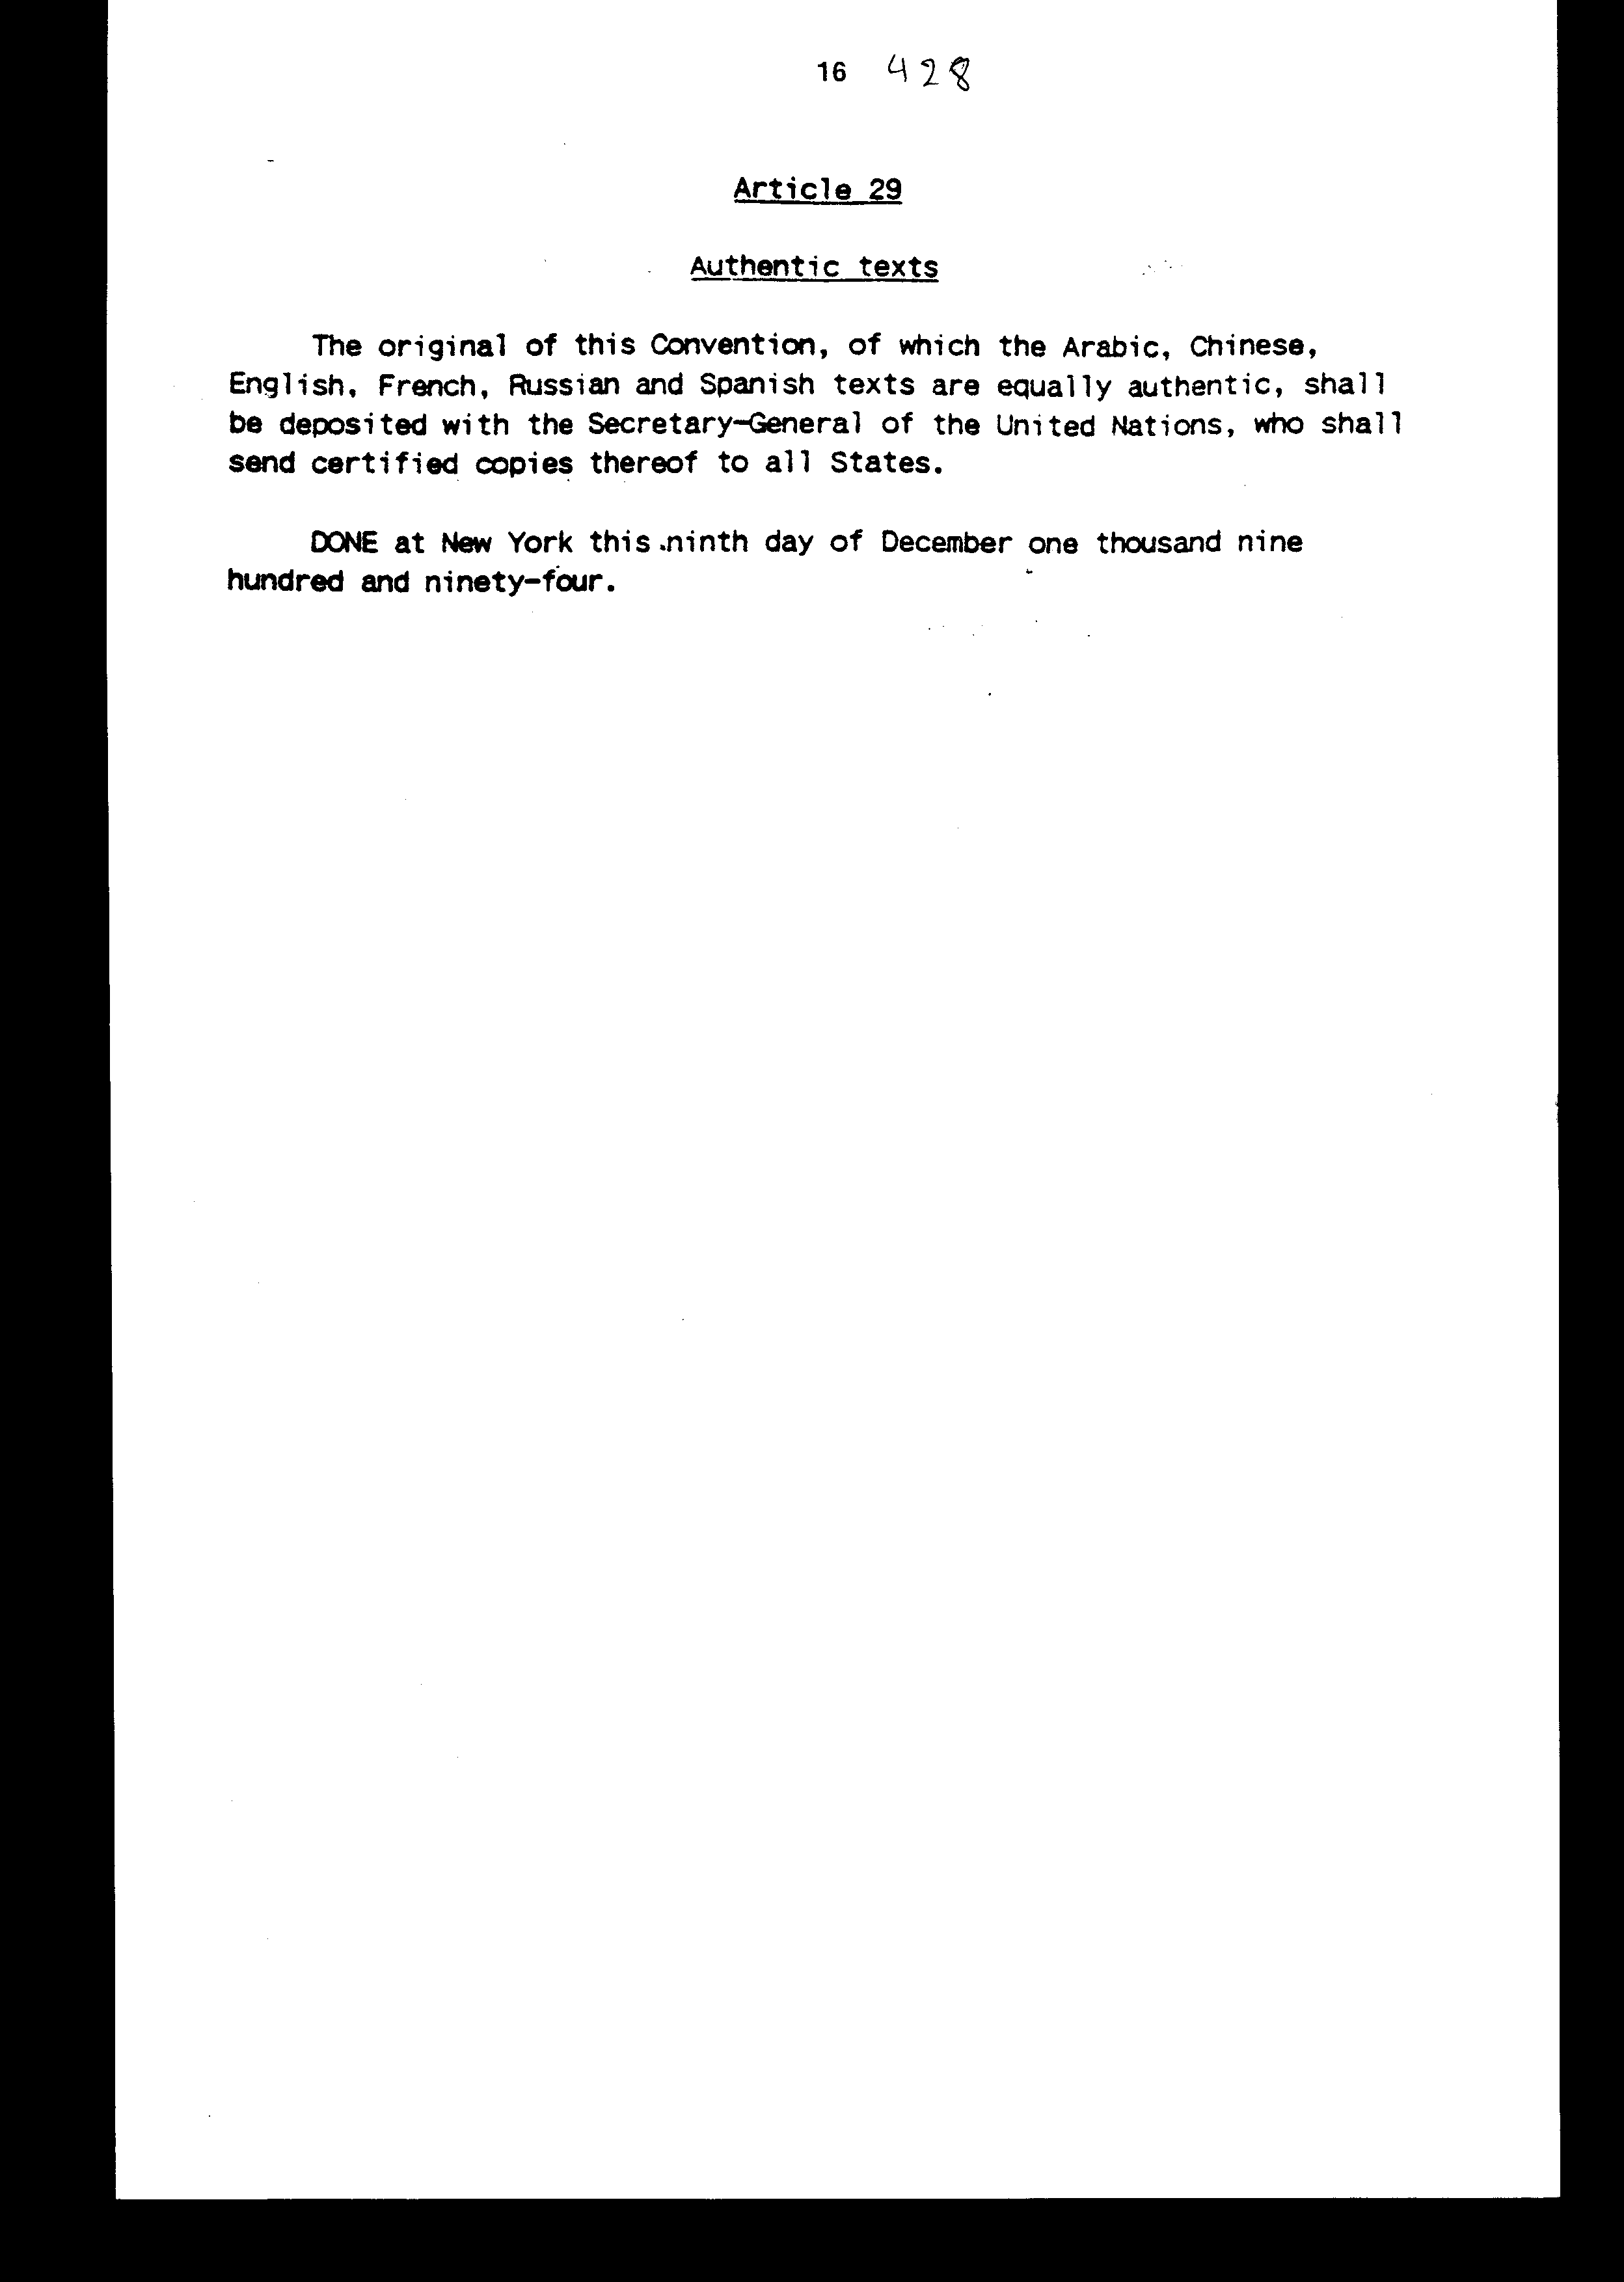 16 428
Article 29
Authentic texts
The original of this Convention, of which the Arabic, Chinese,
English, French, Russian and Spanish texts are equally authentic, shall
be deposited with the Secretary-General of the United Nations, who shall
send certified copies thereof to all States.
DONE at New York this ninth day of December one thousand nine
hundred and ninety-four.